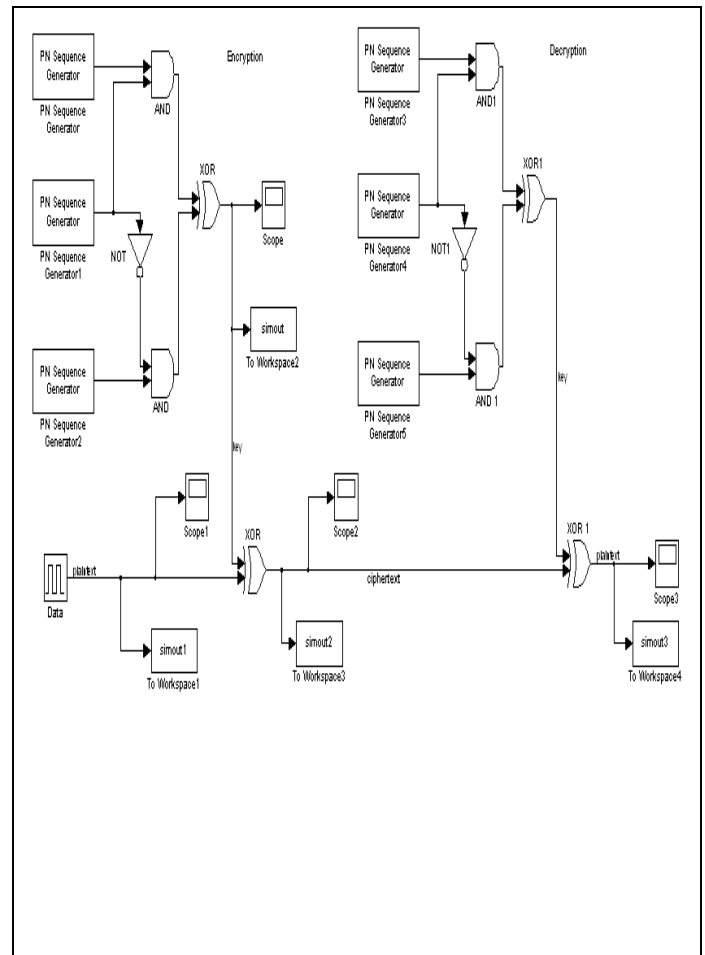 Encryption
Decryption
PN Sequence
Generator
PN Sequence
Generator
AND
PN Sequence
Generator
PN Sequence
Generator1
NOT
XOR
Scope
PN Sequence
Generator
PN Sequence
Generator2
AND
simout
To Workspace2
key
PN Sequence
Generator
PN Sequence
Generator3
AND1
PN Sequence
Generator
PN Sequence
Generator4
NOT1
XOR1
PN Sequence
Generator
PN Sequence
Generator5
AND 1
key
Data
plaintext
Scope1
XOR
Scope2
simout1
To Workspace1
simout2
To Workspace3
ciphertext
XOR 1
plaintext
Scope3
simout3
To Workspace4